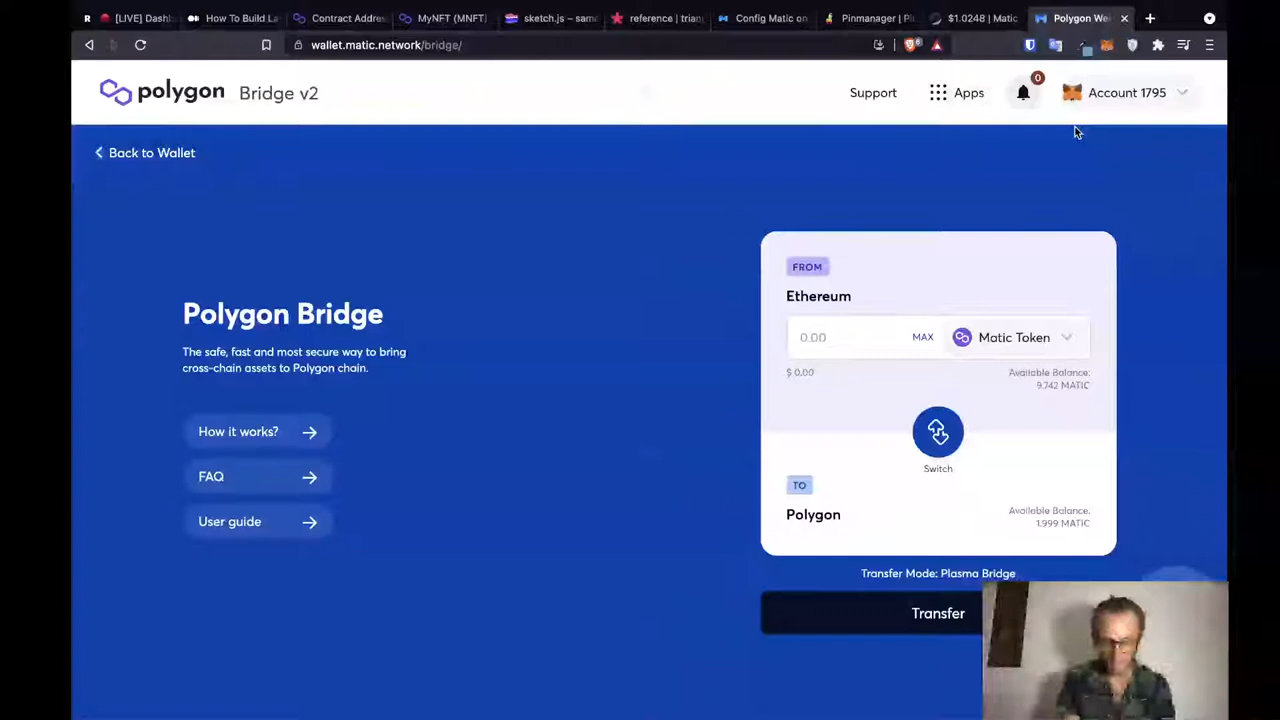 [LIVE] Dash
How To Build La
Contract Addre
MyNFT (MNFT
sketch.js – sam
reference | trian
Config Matic on
Pinmanager | Pi
$1.0248 | Matic
Polygon We
wallet.matic.network/bridge/
6
polygon Bridge v2
Support
Apps
0
Account 1795
Back to Wallet
Polygon Bridge
The safe, fast and most secure way to bring
cross-chain assets to Polygon chain.
How it works?
FAQ
User guide
FROM
Ethereum
0.00 MAX Matic Token
$ 0.00
Available Balance:
9.742 MATIC
Switch
TO
Polygon
Available Balance:
1.999 MATIC
Transfer Mode: Plasma Bridge
Transfer